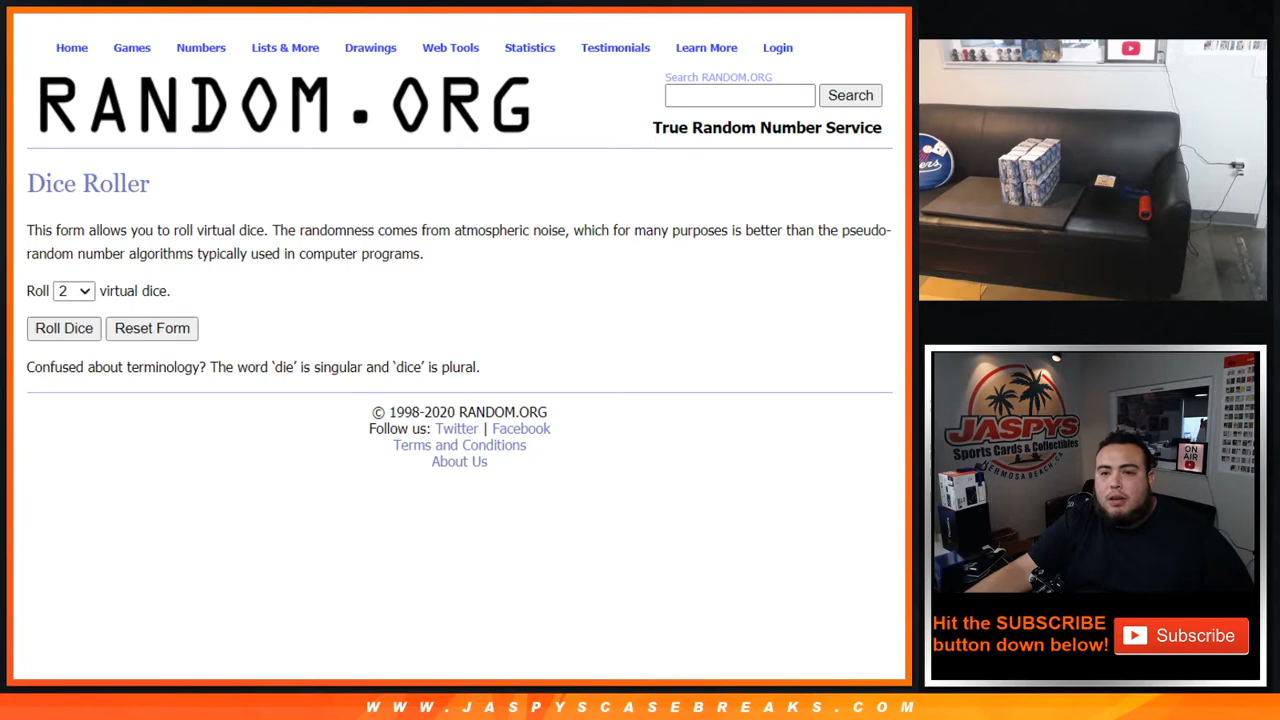 Home Games Numbers Lists & More Drawings Web Tools Statistics Testimonials Learn More Login
RANDOM.ORG
Search RANDOM.ORG
Search
True Random Number Service
Dice Roller
This form allows you to roll virtual dice. The randomness comes from atmospheric noise, which for many purposes is better than the pseudo-
random number algorithms typically used in computer programs.
Roll 2 virtual dice.
Roll Dice Reset Form
Confused about terminology? The word ‘die’ is singular and ‘dice’ is plural.
© 1998-2020 RANDOM.ORG
Follow us: Twitter | Facebook
Terms and Conditions
About Us
JASPYS
Sports Cards & Collectibles
HERMOSA BEACH, CA
ON
AIR
Hit the SUBSCRIBE
button down below!
Subscribe
WWW.JASPYSCASEBREAKS.COM